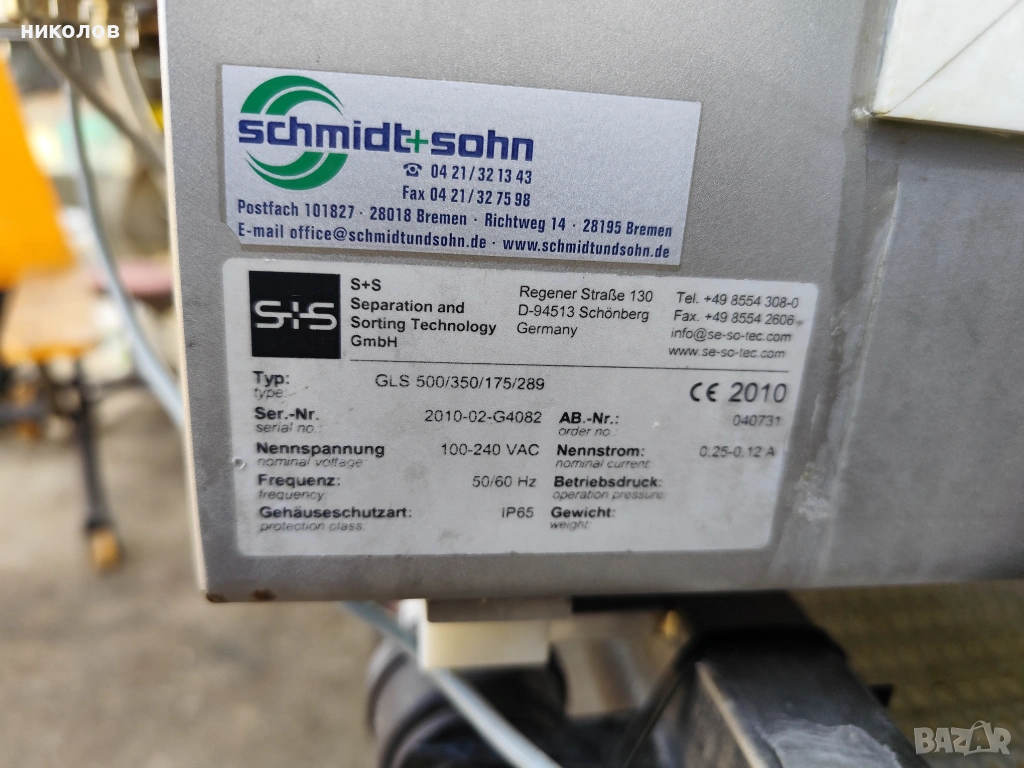 николов
schmidt+sohn
☎ 04 21/32 13 43
Fax 04 21/32 75 98
Postfach 101827 · 28018 Bremen · Richtweg 14 · 28195 Bremen
E-mail office@schmidtundsohn.de · www.schmidtundsohn.de
S+S
S+S
Separation and
Sorting Technology
GmbH
Regener Straße 130
D-94513 Schönberg
Germany
Tel. +49 8554 308-0
Fax. +49 8554 2606
info@se-so-tec.com
www.se-so-tec.com
Typ: GLS 500/350/175/289 CE 2010
type:
Ser.-Nr. 2010-02-G4082 AB.-Nr.: 040731
serial no.: order no.:
Nennspannung 100-240 VAC Nennstrom: 0.25-0.12 A
nominal voltage: nominal current:
Frequenz: 50/60 Hz Betriebsdruck:
frequency: operation pressure:
Gehäuseschutzart: IP65 Gewicht:
protection class: weight:
BAZAR